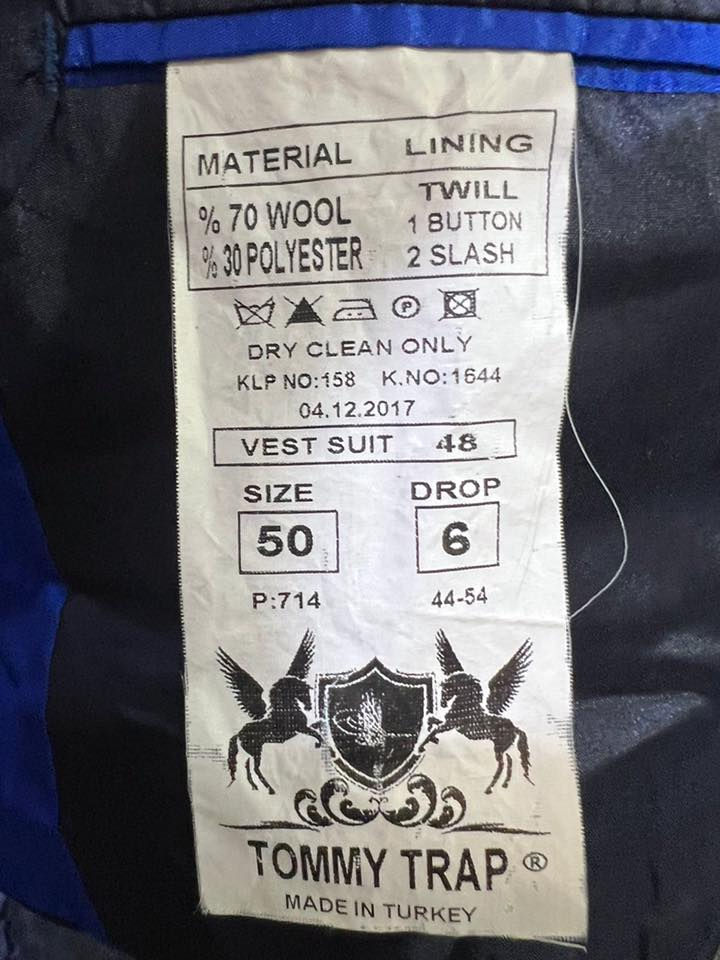 MATERIAL LINING
% 70 WOOL TWILL
% 30 POLYESTER 1 BUTTON
2 SLASH
P
DRY CLEAN ONLY
KLP NO:158 K.NO:1644
04.12.2017
VEST SUIT 48
SIZE DROP
50 6
P:714 44-54
TOMMY TRAP ®
MADE IN TURKEY